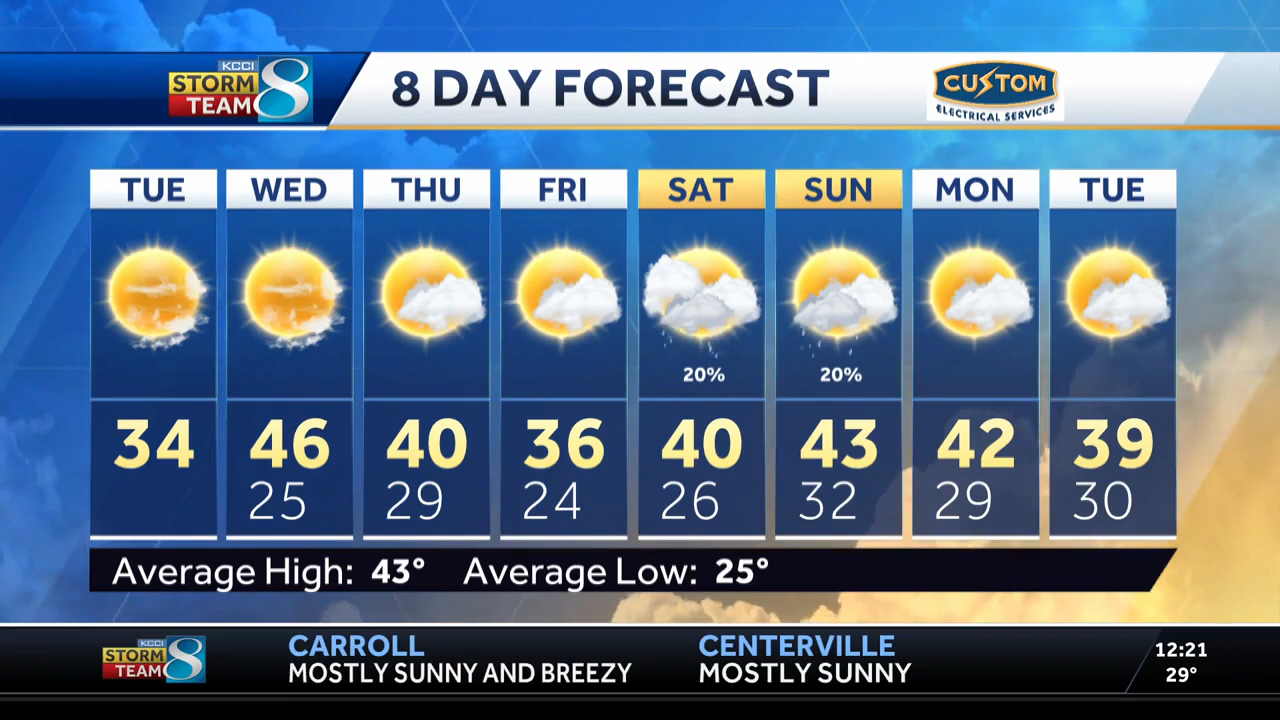 KCCI
STORM
TEAM 8
8 DAY FORECAST
CUSTOM
ELECTRICAL SERVICES
TUE WED THU FRI SAT SUN MON TUE
20% 20%
34 46 40 36 40 43 42 39
25 29 24 26 32 29 30
Average High: 43° Average Low: 25°
KCCI
STORM
TEAM 8
CARROLL CENTERVILLE 12:21
MOSTLY SUNNY AND BREEZY MOSTLY SUNNY 29°